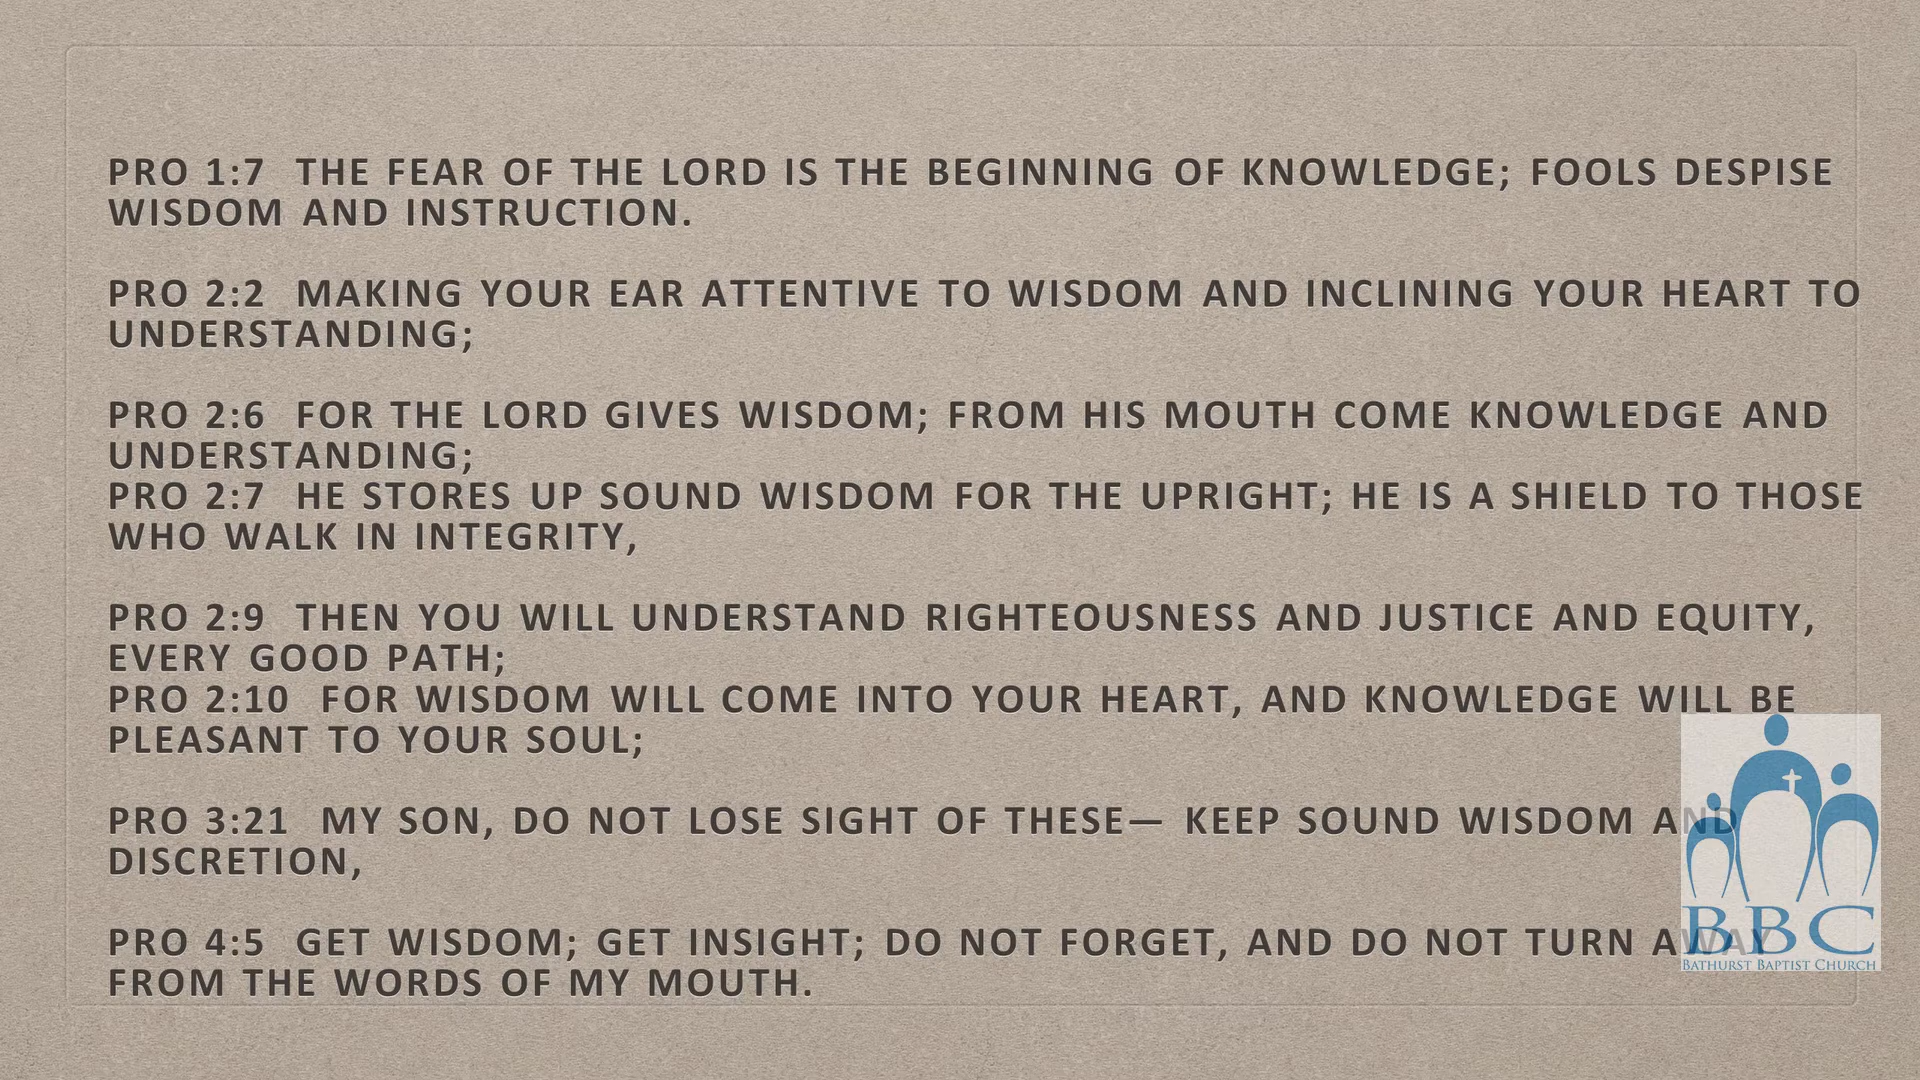 PRO 1:7 THE FEAR OF THE LORD IS THE BEGINNING OF KNOWLEDGE; FOOLS DESPISE
WISDOM AND INSTRUCTION.
PRO 2:2 MAKING YOUR EAR ATTENTIVE TO WISDOM AND INCLINING YOUR HEART TO
UNDERSTANDING;
PRO 2:6 FOR THE LORD GIVES WISDOM; FROM HIS MOUTH COME KNOWLEDGE AND
UNDERSTANDING;
PRO 2:7 HE STORES UP SOUND WISDOM FOR THE UPRIGHT; HE IS A SHIELD TO THOSE
WHO WALK IN INTEGRITY,
PRO 2:9 THEN YOU WILL UNDERSTAND RIGHTEOUSNESS AND JUSTICE AND EQUITY,
EVERY GOOD PATH;
PRO 2:10 FOR WISDOM WILL COME INTO YOUR HEART, AND KNOWLEDGE WILL BE
PLEASANT TO YOUR SOUL;
PRO 3:21 MY SON, DO NOT LOSE SIGHT OF THESE— KEEP SOUND WISDOM AND
DISCRETION,
PRO 4:5 GET WISDOM; GET INSIGHT; DO NOT FORGET, AND DO NOT TURN AWAY
FROM THE WORDS OF MY MOUTH.
BBC
BATHURST BAPTIST CHURCH